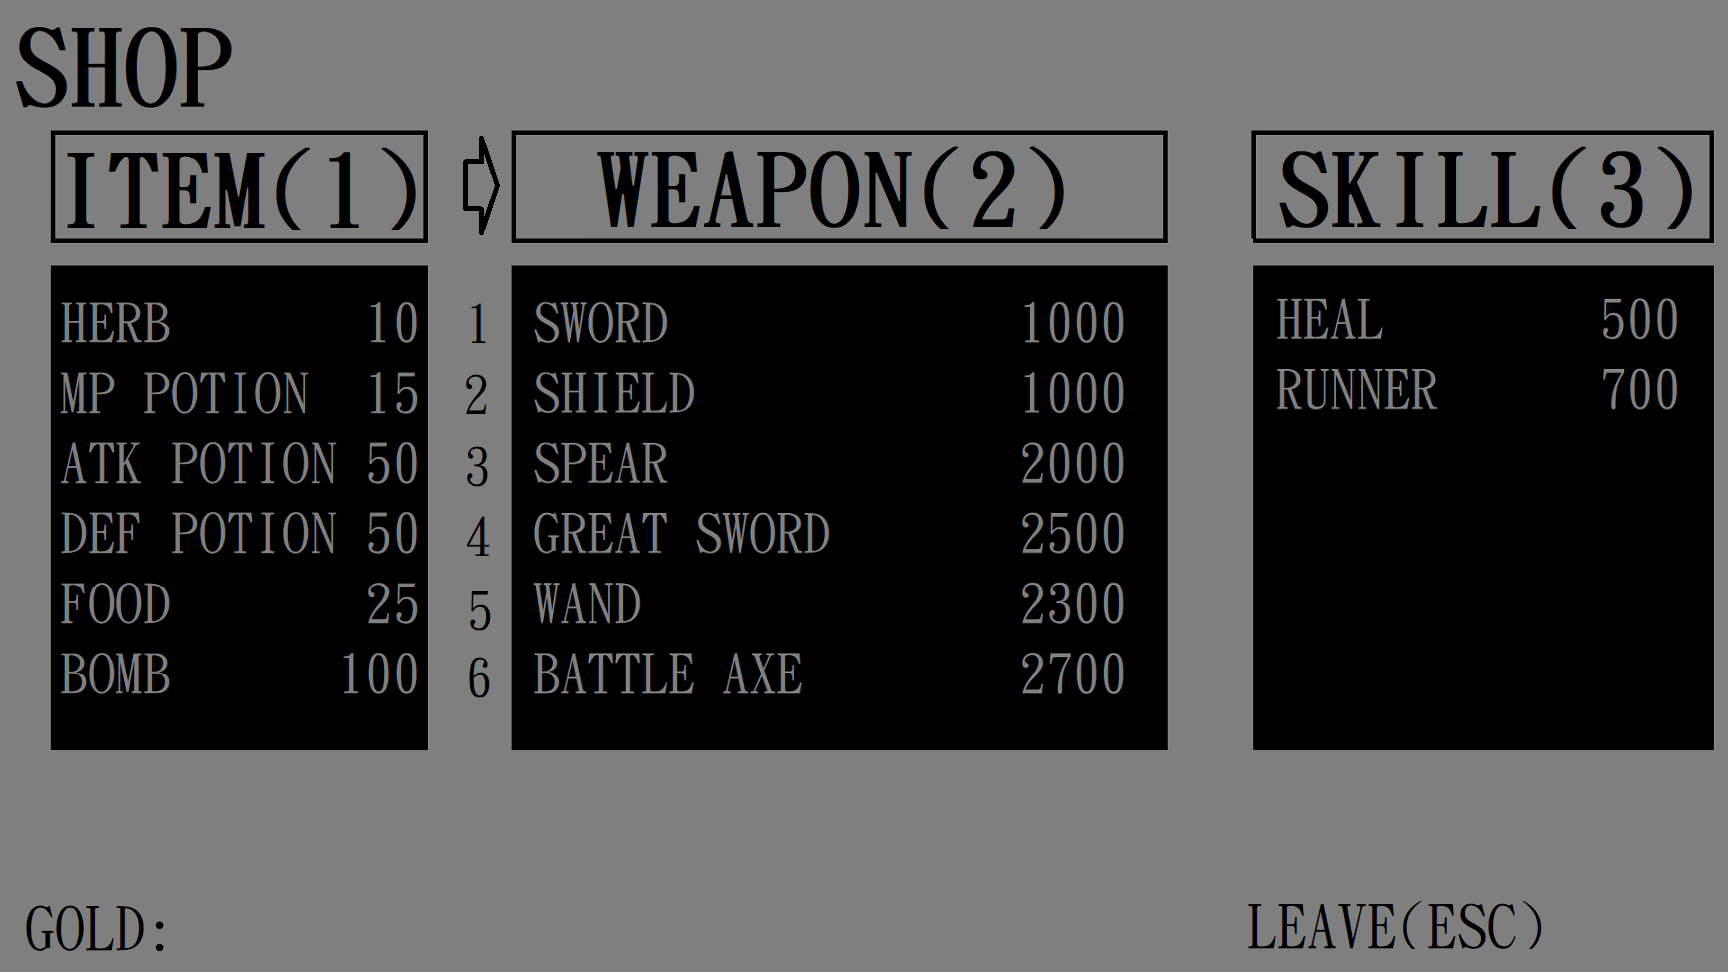 SHOP
ITEM(1)
HERB 10
MP POTION 15
ATK POTION 50
DEF POTION 50
FOOD 25
BOMB 100
WEAPON(2)
1 SWORD 1000
2 SHIELD 1000
3 SPEAR 2000
4 GREAT SWORD 2500
5 WAND 2300
6 BATTLE AXE 2700
SKILL(3)
HEAL 500
RUNNER 700
GOLD:
LEAVE(ESC)